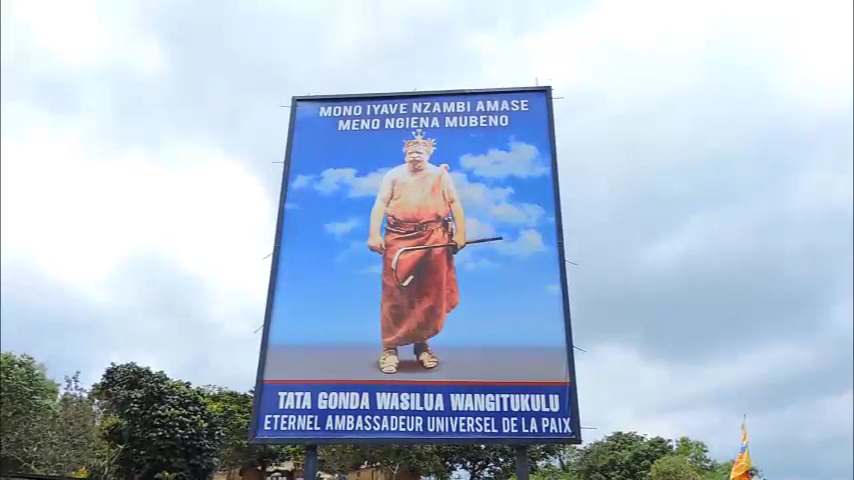 MONO IYAVE NZAMBI AMASE
MENO NGIENA MUBENO
TATA GONDA WASILUA WANGITUKULU
ETERNEL AMBASSADEUR UNIVERSEL DE LA PAIX